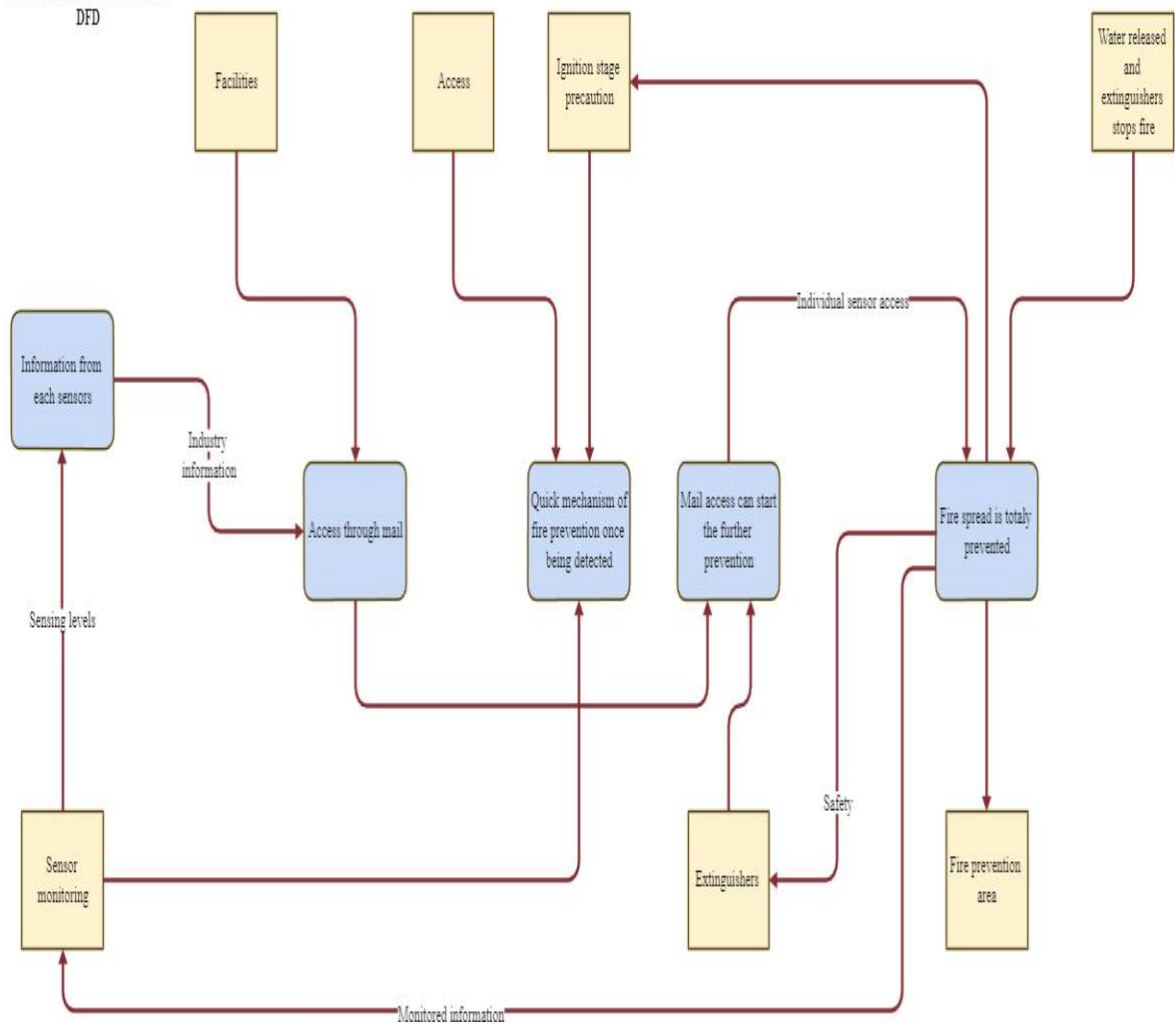 DFD
Facilities
Access
Ignition stage
precaution
Water released
and
extinguishers
stops fire
Individual sensor access
Information from
each sensors
Industry
information
Access through mail
Quick mechanism of
fire prevention once
being detected
Mail access can start
the further
prevention
Fire spread is totaly
prevented
Sensing levels
Safety
Sensor
monitoring
Extinguishers
Fire prevention
area
Monitored information